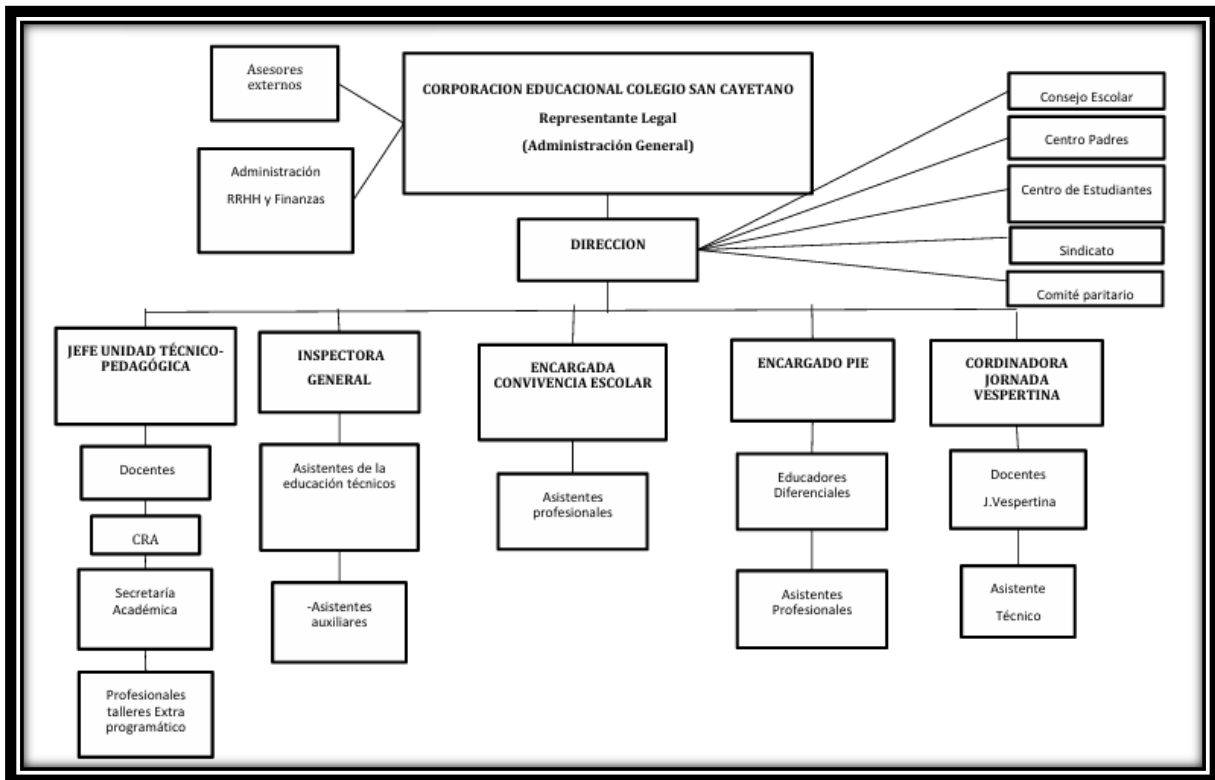 Asesores
externos
CORPORACION EDUCACIONAL COLEGIO SAN CAYETANO
Representante Legal
(Administración General)
Administración
RRHH y Finanzas
Consejo Escolar
Centro Padres
Centro de Estudiantes
Sindicato
Comité paritario
DIRECCION
JEFE UNIDAD TÉCNICO-
PEDAGÓGICA
Docentes
CRA
Secretaría
Académica
Profesionales
talleres Extra
programático
INSPECTORA
GENERAL
Asistentes de la
educación técnicos
-Asistentes
auxiliares
ENCARGADA
CONVIVENCIA ESCOLAR
Asistentes
profesionales
ENCARGADO PIE
Educadores
Diferenciales
Asistentes
Profesionales
CORDINADORA
JORNADA
VESPERTINA
Docentes
J.Vespertina
Asistente
Técnico